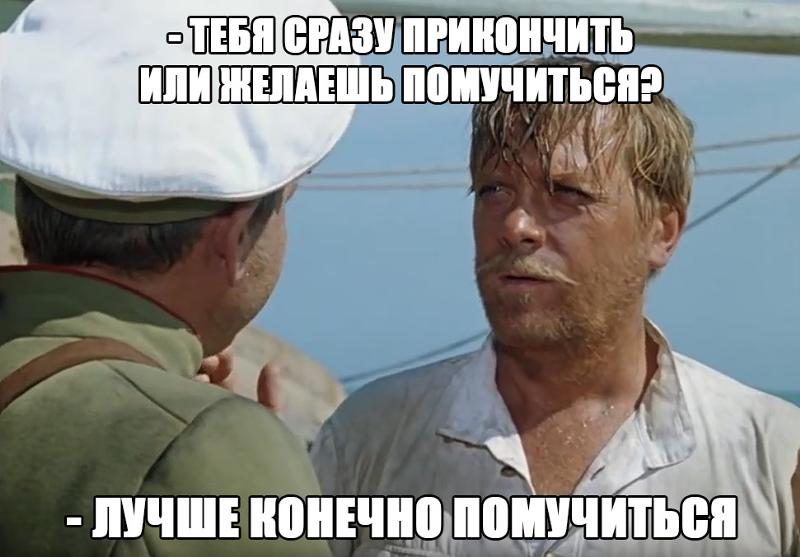 - ТЕБЯ СРАЗУ ПРИКОНЧИТЬ
ИЛИ ЖЕЛАЕШЬ ПОМУЧИТЬСЯ?
- ЛУЧШЕ КОНЕЧНО ПОМУЧИТЬСЯ